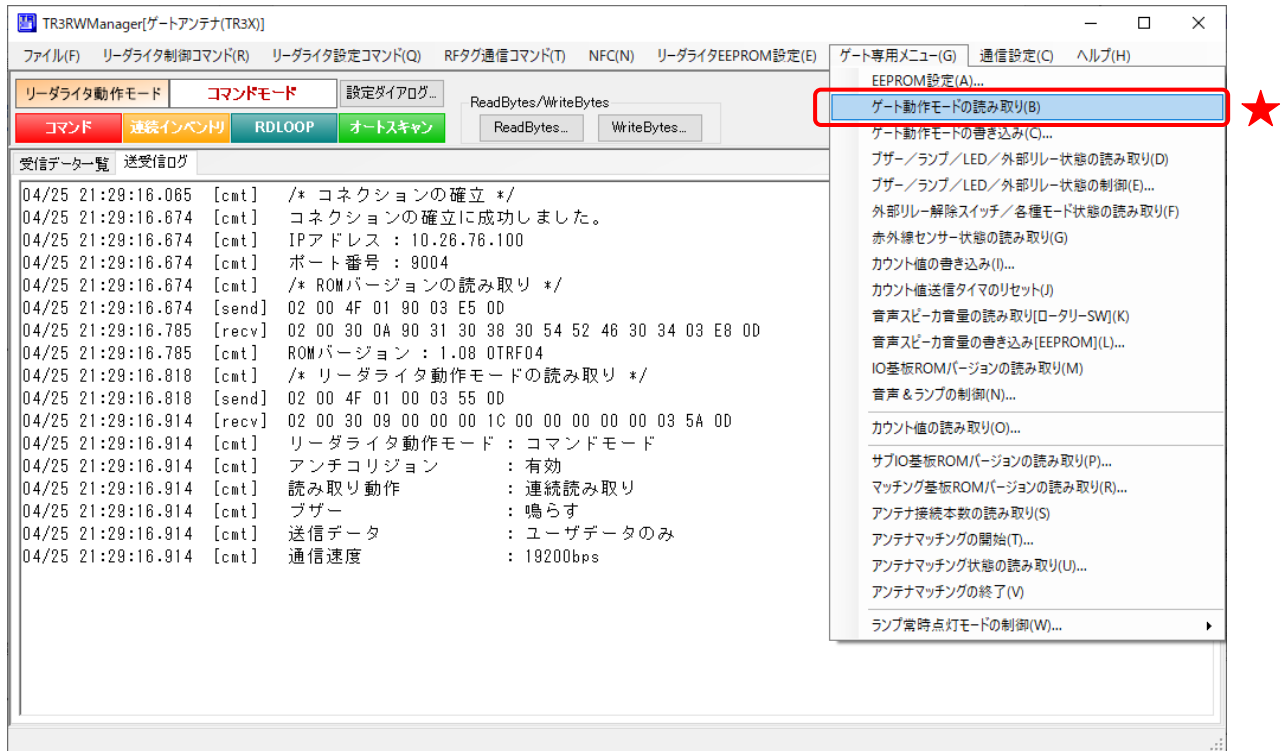 TR3RWManager[ゲートアンテナ(TR3X)]
ファイル(F) リーダライタ制御コマンド(R) リーダライタ設定コマンド(Q) RFタグ通信コマンド(T) NFC(N) リーダライタEEPROM設定(E) ゲート専用メニュー(G) 通信設定(C) ヘルプ(H)
リーダライタ動作モード コマンドモード 設定ダイアログ...
コマンド 連続インベントリ RDLOOP オートスキャン
ReadBytes/WriteBytes
ReadBytes... WriteBytes...
受信データ一覧 送受信ログ
04/25 21:29:16.065 [cmt] /* コネクションの確立 */
04/25 21:29:16.674 [cmt] コネクションの確立に成功しました。
04/25 21:29:16.674 [cmt] IPアドレス : 10.26.76.100
04/25 21:29:16.674 [cmt] ポート番号 : 9004
04/25 21:29:16.674 [cmt] /* ROMバージョンの読み取り */
04/25 21:29:16.674 [send] 02 00 4F 01 90 03 E5 0D
04/25 21:29:16.785 [recv] 02 00 30 0A 90 31 30 38 30 54 52 46 30 34 03 E8 0D
04/25 21:29:16.785 [cmt] ROMバージョン : 1.08 0TRF04
04/25 21:29:16.818 [cmt] /* リーダライタ動作モードの読み取り */
04/25 21:29:16.818 [send] 02 00 4F 01 00 03 55 0D
04/25 21:29:16.914 [recv] 02 00 30 09 00 00 00 1C 00 00 00 00 00 03 5A 0D
04/25 21:29:16.914 [cmt] リーダライタ動作モード : コマンドモード
04/25 21:29:16.914 [cmt] アンチコリジョン : 有効
04/25 21:29:16.914 [cmt] 読み取り動作 : 連続読み取り
04/25 21:29:16.914 [cmt] ブザー : 鳴らす
04/25 21:29:16.914 [cmt] 送信データ : ユーザデータのみ
04/25 21:29:16.914 [cmt] 通信速度 : 19200bps
EEPROM設定(A)...
ゲート動作モードの読み取り(B)
ゲート動作モードの書き込み(C)...
ブザー／ランプ／LED／外部リレー状態の読み取り(D)
ブザー／ランプ／LED／外部リレー状態の制御(E)...
外部リレー解除スイッチ／各種モード状態の読み取り(F)
赤外線センサー状態の読み取り(G)
カウント値の書き込み(I)...
カウント値送信タイマのリセット(J)
音声スピーカ音量の読み取り[ロータリーSW](K)
音声スピーカ音量の書き込み[EEPROM](L)...
IO基板ROMバージョンの読み取り(M)
音声＆ランプの制御(N)...
カウント値の読み取り(O)...
サブIO基板ROMバージョンの読み取り(P)...
マッチング基板ROMバージョンの読み取り(R)...
アンテナ接続本数の読み取り(S)
アンテナマッチングの開始(T)...
アンテナマッチング状態の読み取り(U)...
アンテナマッチングの終了(V)
ランプ常時点灯モードの制御(W)...